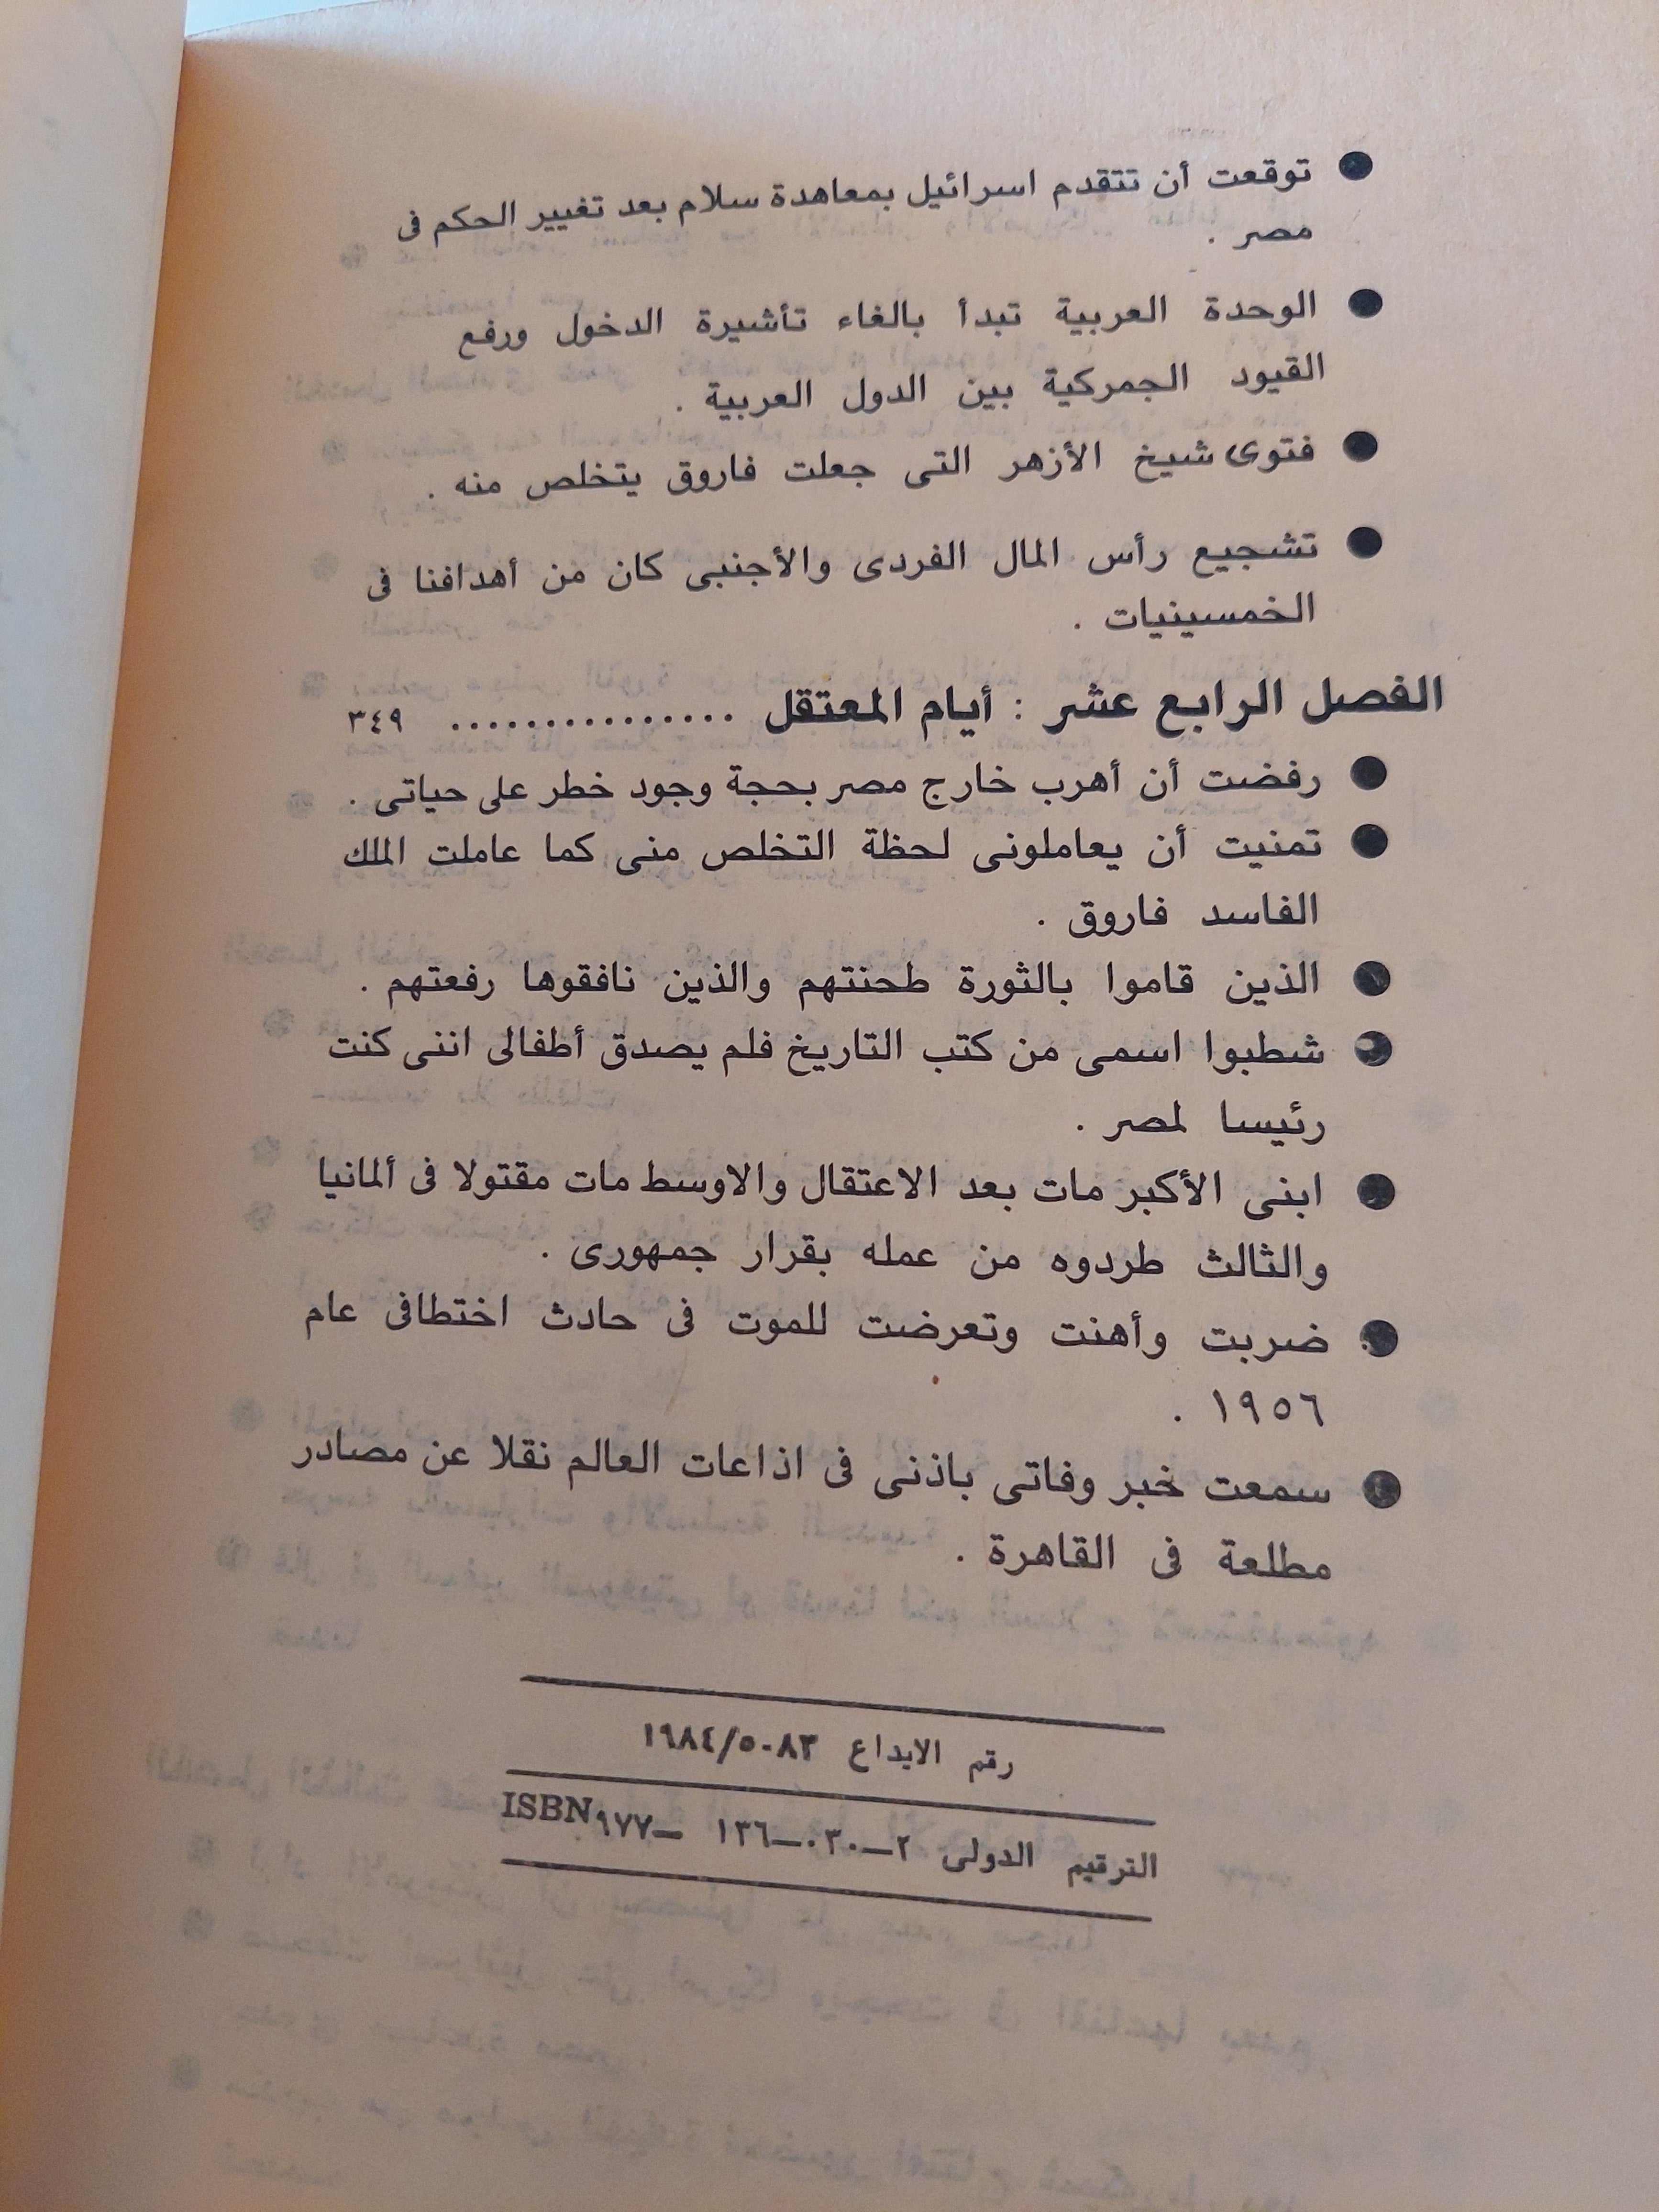 ● توقعت أن تتقدم اسرائيل بمعاهدة سلام بعد تغيير الحكم فى
مصر .
● الوحدة العربية تبدأ بالغاء تأشيرة الدخول ورفع
القيود الجمركية بين الدول العربية .
● فتوى شيخ الأزهر التى جعلت فاروق يتخلص منه .
● تشجيع رأس المال الفردى والأجنبى كان من أهدافنا فى
الخمسينيات .
الفصل الرابع عشر : أيام المعتقل ............... ٣٤٩
● رفضت أن أهرب خارج مصر بحجة وجود خطر على حياتى .
● تمنيت أن يعاملونى لحظة التخلص منى كما عاملت الملك
الفاسد فاروق .
● الذين قاموا بالثورة طحنتهم والذين نافقوها رفعتهم .
● شطبوا اسمى من كتب التاريخ فلم يصدق أطفالى اننى كنت
رئيسا لمصر .
● ابنى الأكبر مات بعد الاعتقال والاوسط مات مقتولا فى ألمانيا
والثالث طردوه من عمله بقرار جمهورى .
● ضربت وأهنت وتعرضت للموت فى حادث اختطافى عام
١٩٥٦ .
● سمعت خبر وفاتى باذنى فى اذاعات العالم نقلا عن مصادر
مطلعة فى القاهرة .
رقم الايداع ١٩٨٤/٥٠٨٣
الترقيم الدولى ٢–٠٣٠–١٣٦ –٩٧٧ ISBN